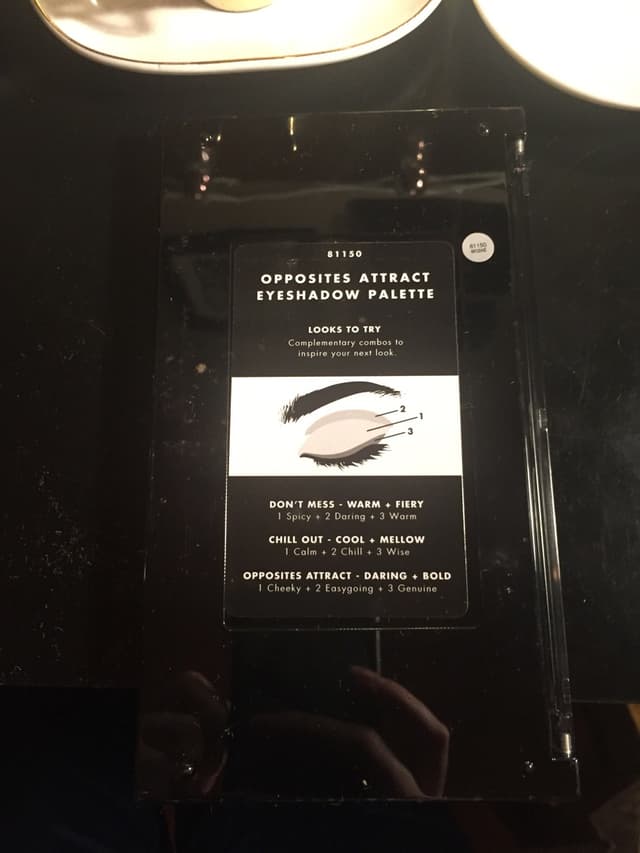 81150
OPPOSITES ATTRACT
EYESHADOW PALETTE
LOOKS TO TRY
Complementary combos to
inspire your next look.
2
1
3
DON'T MESS - WARM + FIERY
1 Spicy + 2 Daring + 3 Warm
CHILL OUT - COOL + MELLOW
1 Calm + 2 Chill + 3 Wise
OPPOSITES ATTRACT - DARING + BOLD
1 Cheeky + 2 Easygoing + 3 Genuine
81150